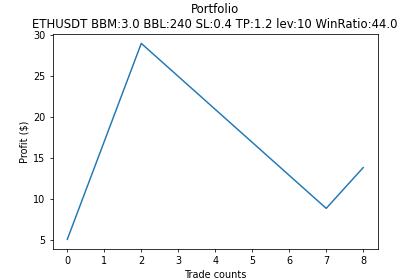 Portfolio
ETHUSDT BBM:3.0 BBL:240 SL:0.4 TP:1.2 lev:10 WinRatio:44.0
30
25
20
15
10
5
Profit ($)
0 1 2 3 4 5 6 7 8
Trade counts